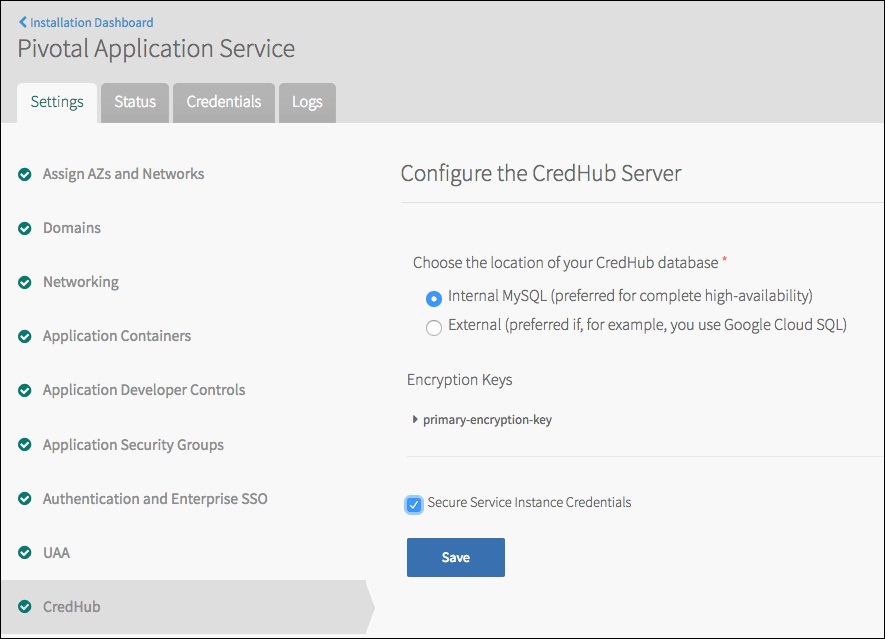 Installation Dashboard
Pivotal Application Service
Settings
Status
Credentials
Logs
Assign AZs and Networks
Domains
Networking
Application Containers
Application Developer Controls
Application Security Groups
Authentication and Enterprise SSO
UAA
CredHub
Configure the CredHub Server
Choose the location of your CredHub database *
Internal MySQL (preferred for complete high-availability)
External (preferred if, for example, you use Google Cloud SQL)
Encryption Keys
primary-encryption-key
Secure Service Instance Credentials
Save